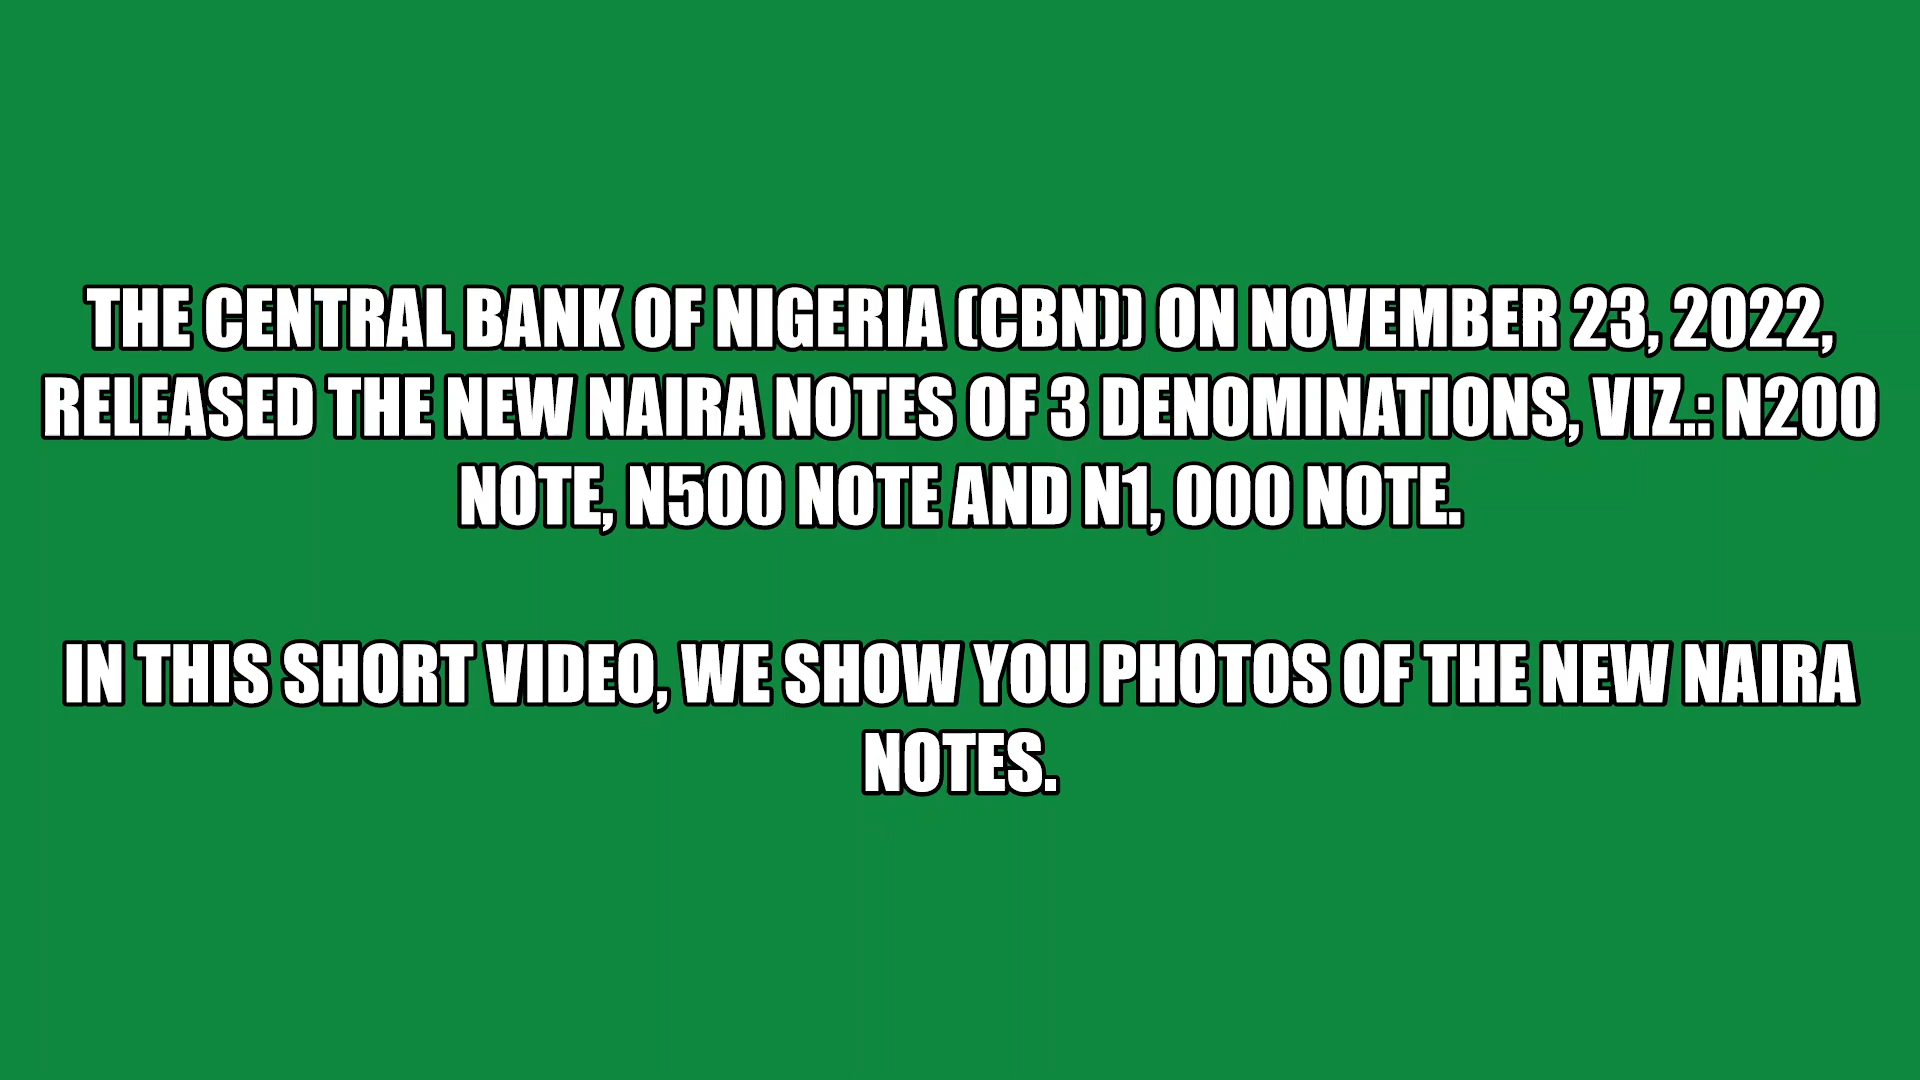 THE CENTRAL BANK OF NIGERIA (CBN)) ON NOVEMBER 23, 2022,
RELEASED THE NEW NAIRA NOTES OF 3 DENOMINATIONS, VIZ.: N200
NOTE, N500 NOTE AND N1, 000 NOTE.
IN THIS SHORT VIDEO, WE SHOW YOU PHOTOS OF THE NEW NAIRA
NOTES.